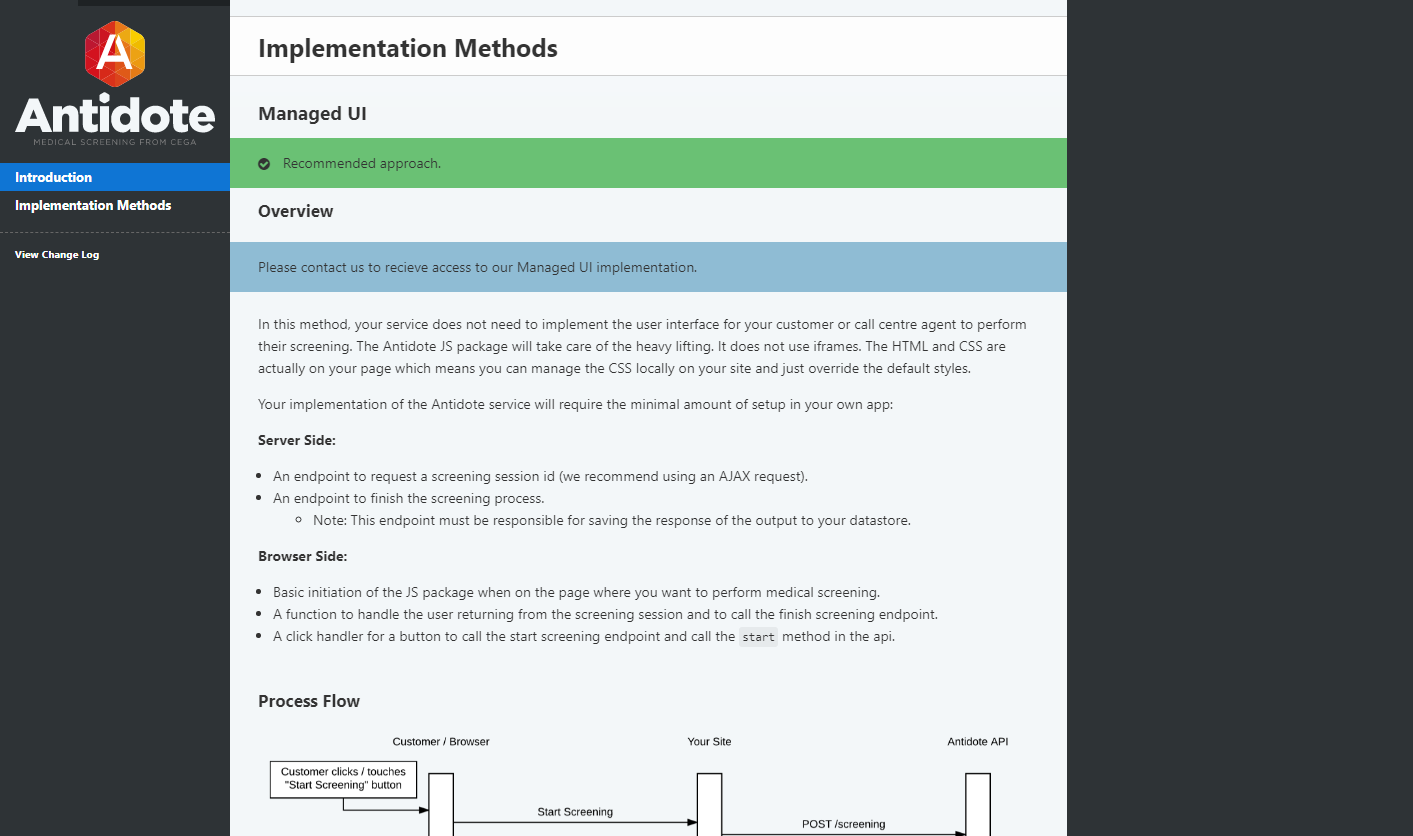 Antidote
MEDICAL SCREENING FROM CEGA
Introduction
Implementation Methods
View Change Log
Implementation Methods
Managed UI
Recommended approach.
Overview
Please contact us to recieve access to our Managed UI implementation.
In this method, your service does not need to implement the user interface for your customer or call centre agent to perform
their screening. The Antidote JS package will take care of the heavy lifting. It does not use iframes. The HTML and CSS are
actually on your page which means you can manage the CSS locally on your site and just override the default styles.
Your implementation of the Antidote service will require the minimal amount of setup in your own app:
Server Side:
An endpoint to request a screening session id (we recommend using an AJAX request).
An endpoint to finish the screening process.
Note: This endpoint must be responsible for saving the response of the output to your datastore.
Browser Side:
Basic initiation of the JS package when on the page where you want to perform medical screening.
A function to handle the user returning from the screening session and to call the finish screening endpoint.
A click handler for a button to call the start screening endpoint and call the start method in the api.
Process Flow
Customer / Browser
Your Site
Antidote API
Customer clicks / touches
"Start Screening" button
Start Screening
POST /screening